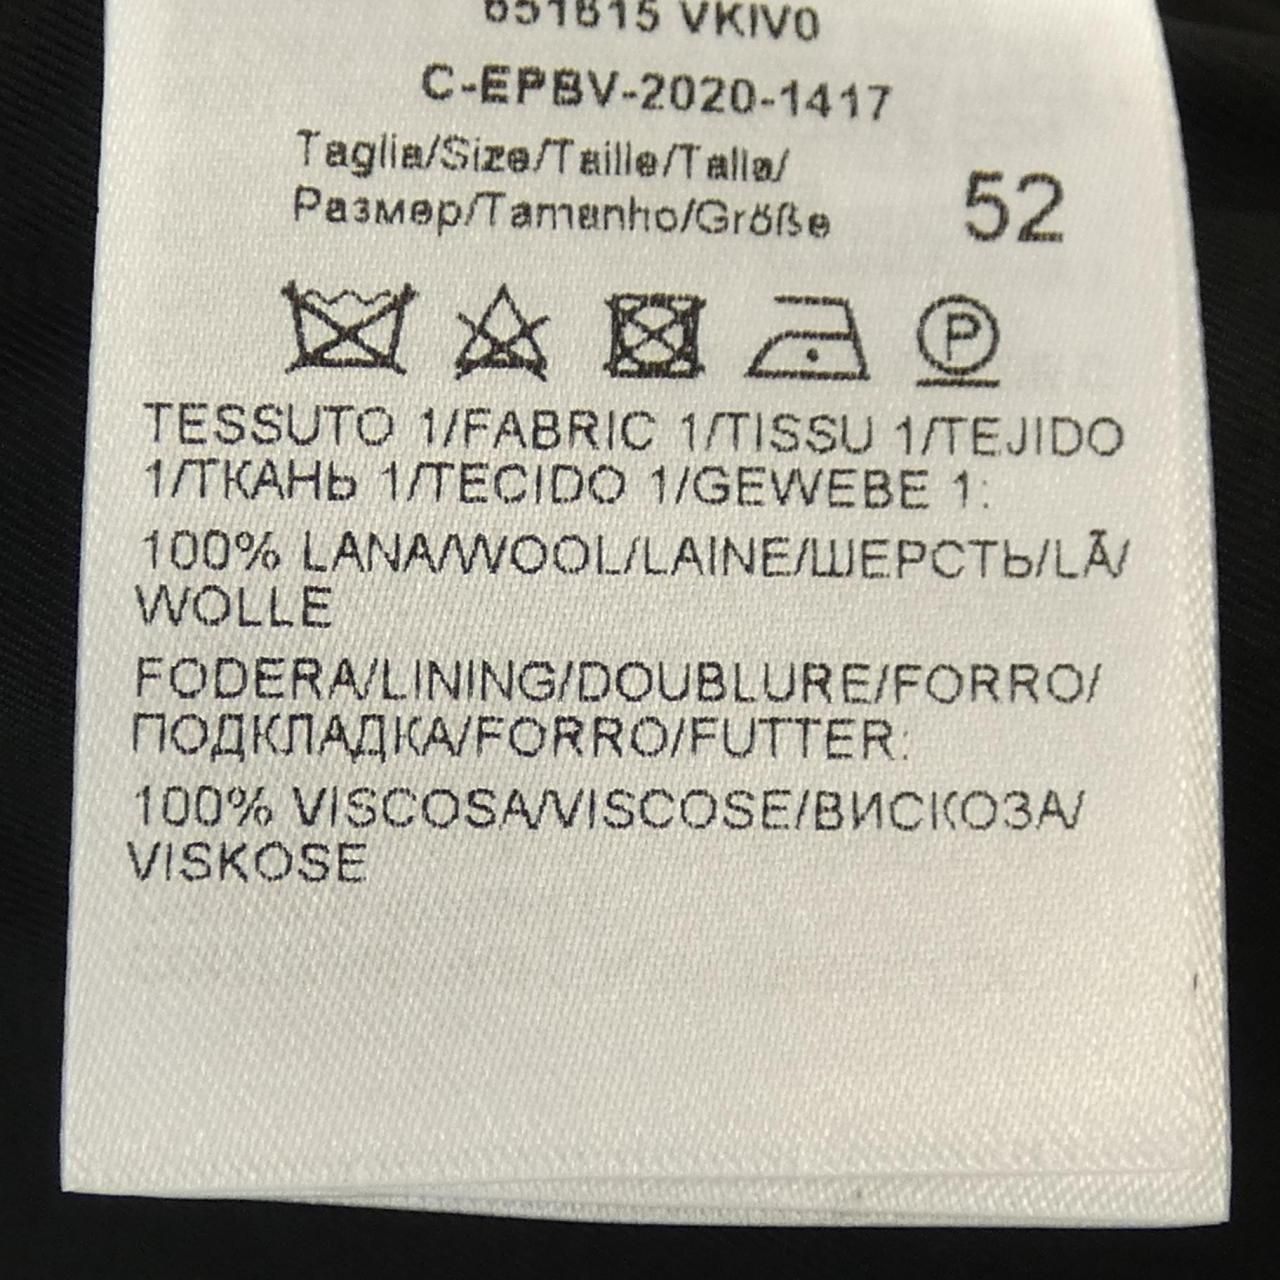 651815 VKIV0
C-EPBV-2020-1417
Taglia/Size/Taille/Talla/
Размер/Tamanho/Größe
52
P
TESSUTO 1/FABRIC 1/TISSU 1/TEJIDO
1/ТКАНЬ 1/TECIDO 1/GEWEBE 1:
100% LANA/WOOL/LAINE/ШЕРСТЬ/LÃ/
WOLLE
FODERA/LINING/DOUBLURE/FORRO/
ПОДКЛАДКА/FORRO/FUTTER:
100% VISCOSA/VISCOSE/ВИСКОЗА/
VISKOSE